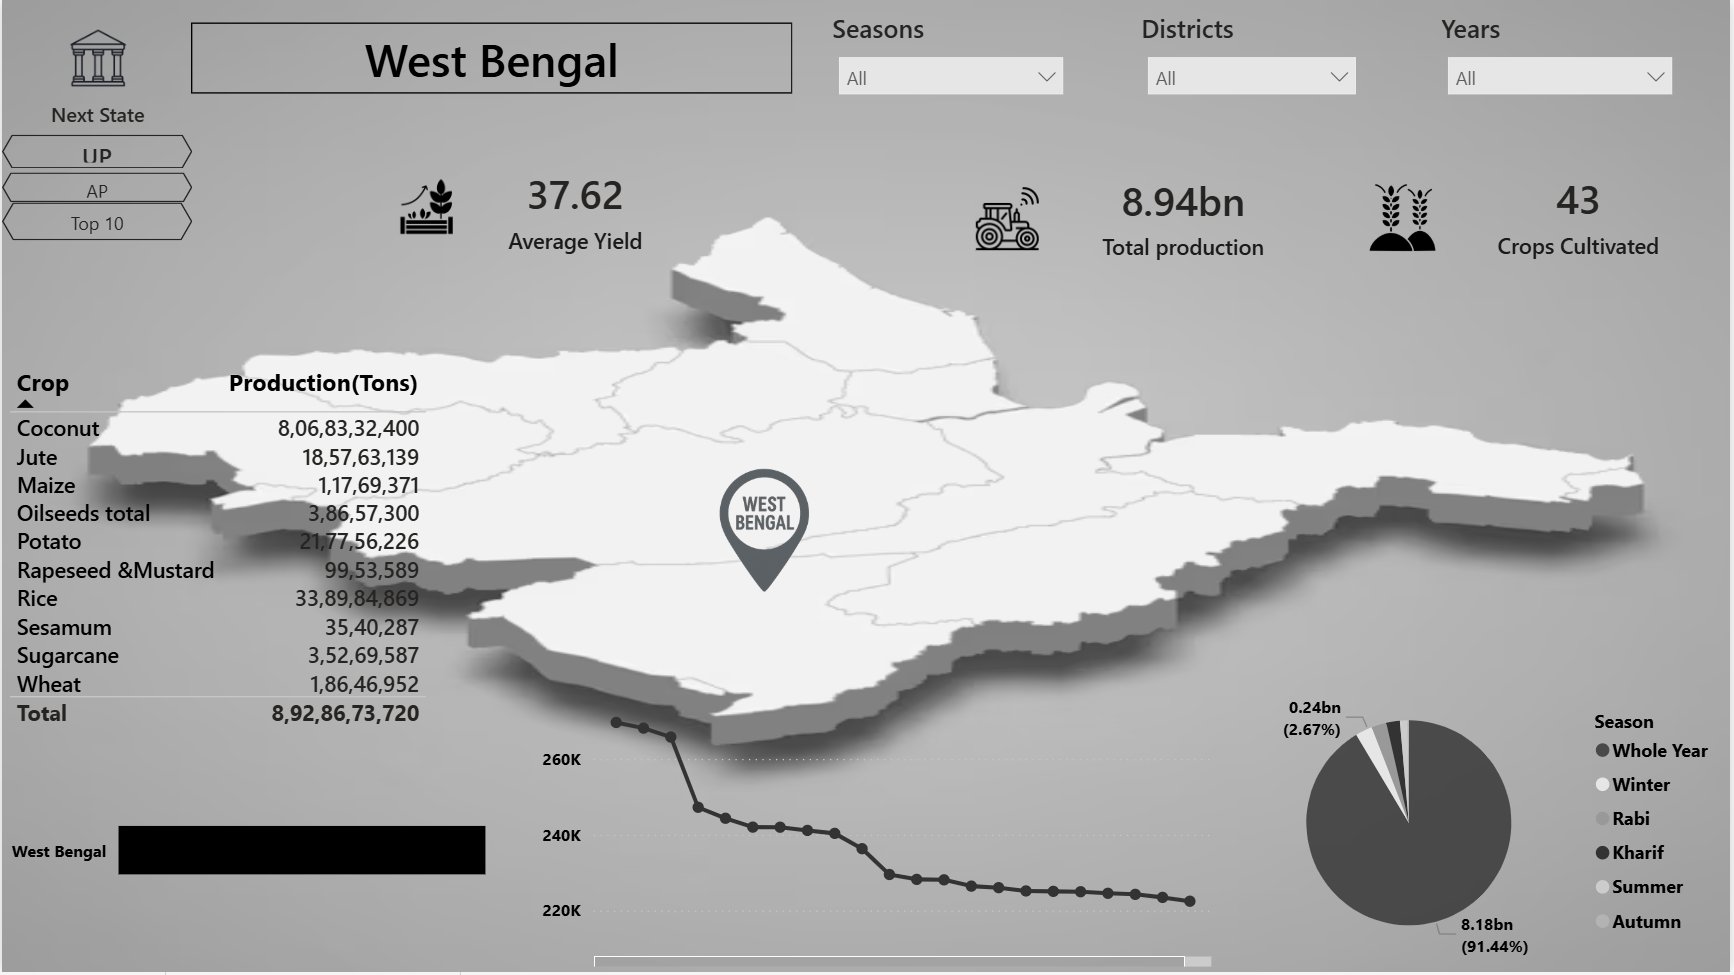 West Bengal
Seasons
Districts
Years
All
All
All
Next State
UP
AP
Top 10
37.62
Average Yield
8.94bn
Total production
43
Crops Cultivated
Crop Production(Tons)
Coconut 8,06,83,32,400
Jute 18,57,63,139
Maize 1,17,69,371
Oilseeds total 3,86,57,300
Potato 21,77,56,226
Rapeseed &Mustard 99,53,589
Rice 33,89,84,869
Sesamum 35,40,287
Sugarcane 3,52,69,587
Wheat 1,86,46,952
Total 8,92,86,73,720
WEST
BENGAL
West Bengal
260K
240K
220K
0.24bn
(2.67%)
8.18bn
(91.44%)
Season
Whole Year
Winter
Rabi
Kharif
Summer
Autumn